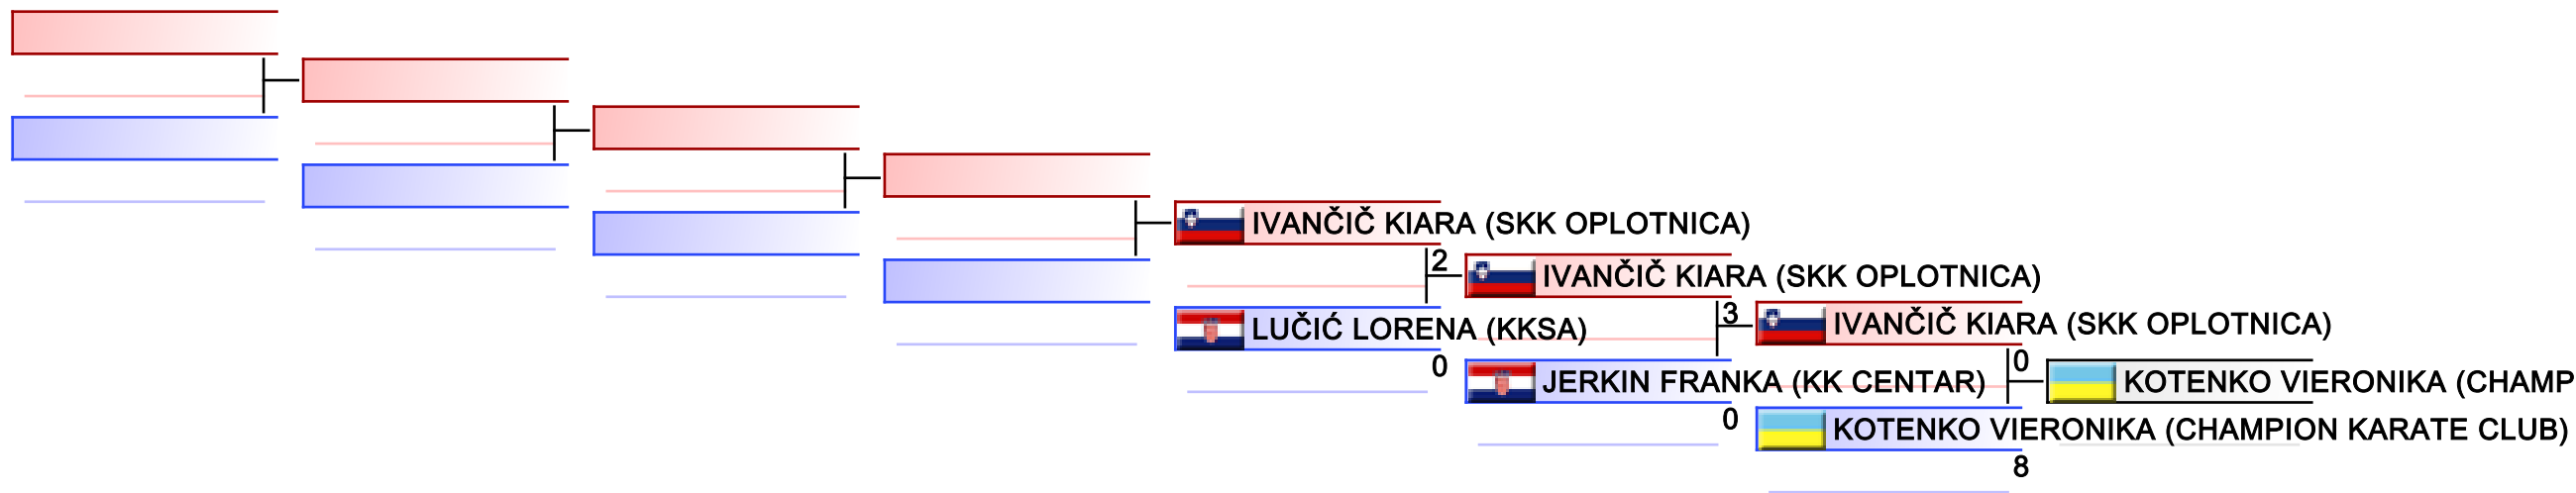 IVANČIČ KIARA (SKK OPLOTNICA)
2
IVANČIČ KIARA (SKK OPLOTNICA)
LUČIĆ LORENA (KKSA)
0
3
IVANČIČ KIARA (SKK OPLOTNICA)
JERKIN FRANKA (KK CENTAR)
0
0
KOTENKO VIERONIKA (CHAMP
KOTENKO VIERONIKA (CHAMPION KARATE CLUB)
8